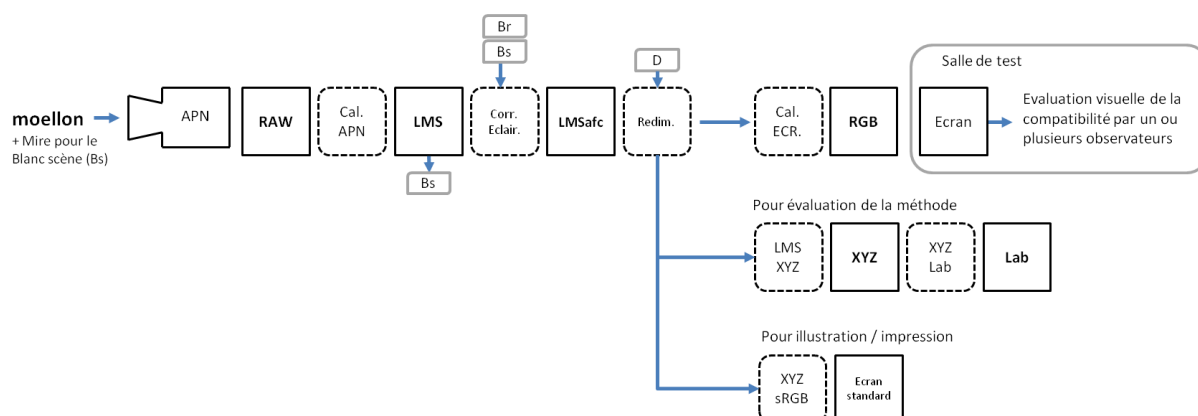 Br
Bs
D
Salle de test
moellon
+ Mire pour le
Blanc scène (Bs)
APN
RAW
Cal.
APN
LMS
Corr.
Eclair.
LMSafc
Redim.
Cal.
ECR.
RGB
Ecran
Evaluation visuelle de la
compatibilité par un ou
plusieurs observateurs
Bs
Pour évaluation de la méthode
LMS
XYZ
XYZ
XYZ
Lab
Lab
Pour illustration / impression
XYZ
sRGB
Ecran
standard